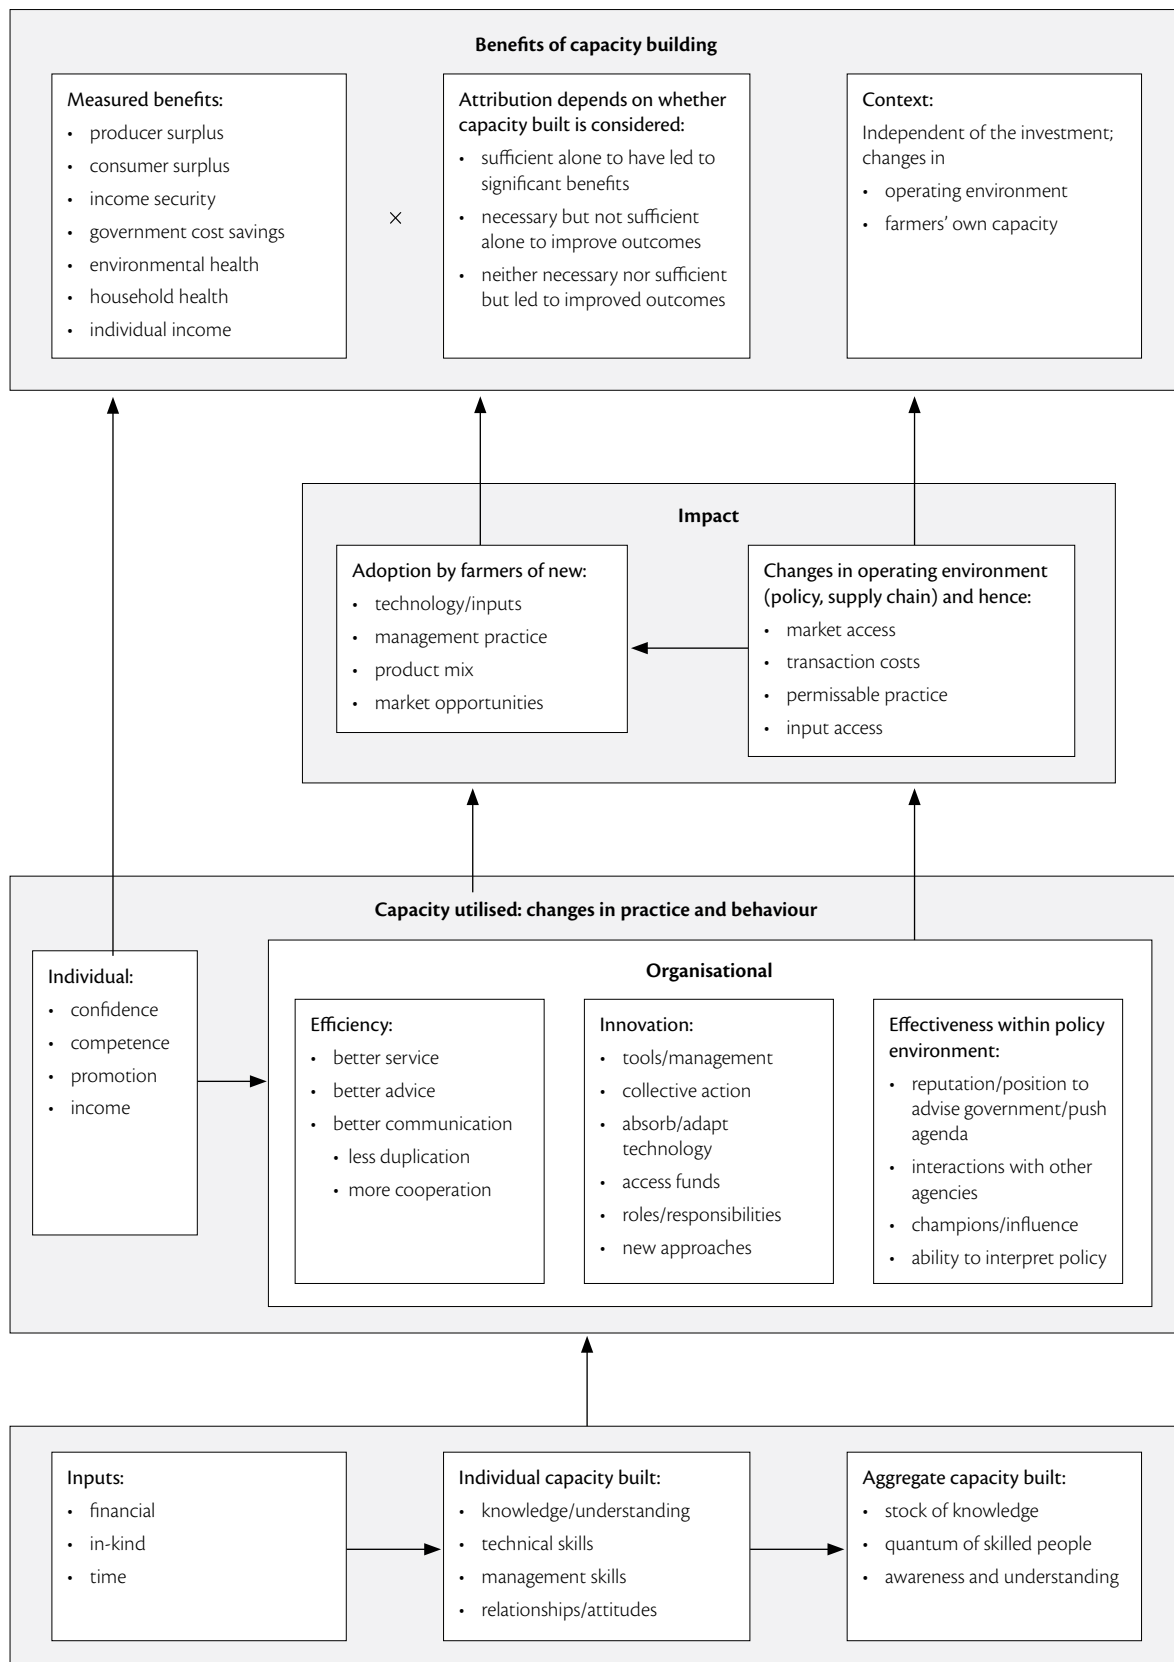 Benefits of capacity building
Measured benefits:
• producer surplus
• consumer surplus
• income security
• government cost savings
• environmental health
• household health
• individual income
×
Attribution depends on whether
capacity built is considered:
• sufficient alone to have led to
significant benefits
• necessary but not sufficient
alone to improve outcomes
• neither necessary nor sufficient
but led to improved outcomes
Context:
Independent of the investment;
changes in
• operating environment
• farmers' own capacity
Impact
Adoption by farmers of new:
• technology/inputs
• management practice
• product mix
• market opportunities
Changes in operating environment
(policy, supply chain) and hence:
• market access
• transaction costs
• permissable practice
• input access
Capacity utilised: changes in practice and behaviour
Individual:
• confidence
• competence
• promotion
• income
Organisational
Efficiency:
• better service
• better advice
• better communication
• less duplication
• more cooperation
Innovation:
• tools/management
• collective action
• absorb/adapt
technology
• access funds
• roles/responsibilities
• new approaches
Effectiveness within policy
environment:
• reputation/position to
advise government/push
agenda
• interactions with other
agencies
• champions/influence
• ability to interpret policy
Inputs:
• financial
• in-kind
• time
Individual capacity built:
• knowledge/understanding
• technical skills
• management skills
• relationships/attitudes
Aggregate capacity built:
• stock of knowledge
• quantum of skilled people
• awareness and understanding